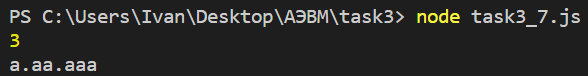 PS C:\Users\Ivan\Desktop\АЭВМ\task3> node task3_7.js
3
a.aa.aaa